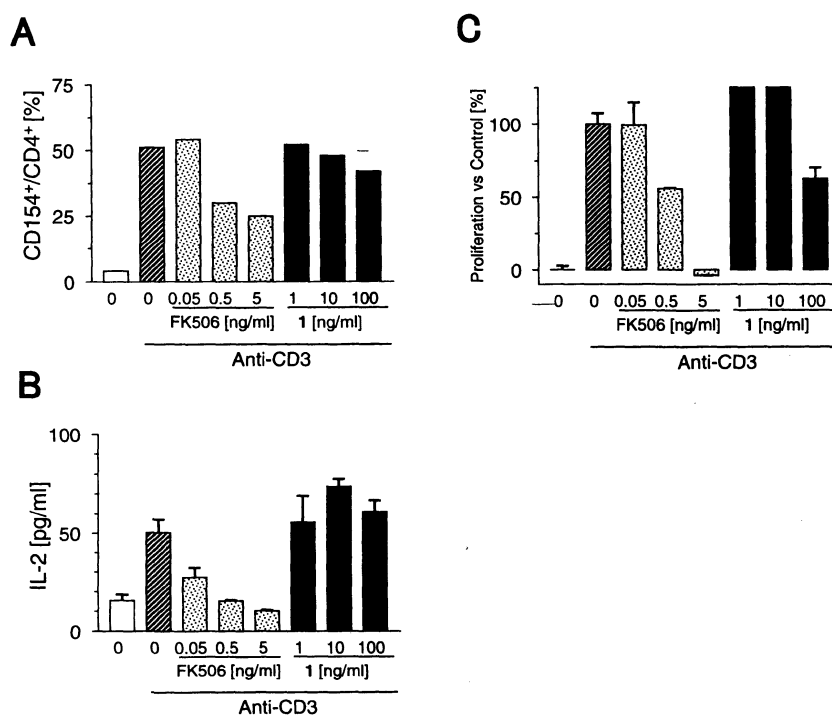 A
CD154+/CD4+ [%]
75
50
25
0
0 0 0.05 0.5 5 1 10 100
FK506 [ng/ml] 1 [ng/ml]
Anti-CD3
B
IL-2 [pg/ml]
100
50
0
0 0 0.05 0.5 5 1 10 100
FK506 [ng/ml] 1 [ng/ml]
Anti-CD3
C
Proliferation vs Control [%]
100
50
0
0 0 0.05 0.5 5 1 10 100
FK506 [ng/ml] 1 [ng/ml]
Anti-CD3